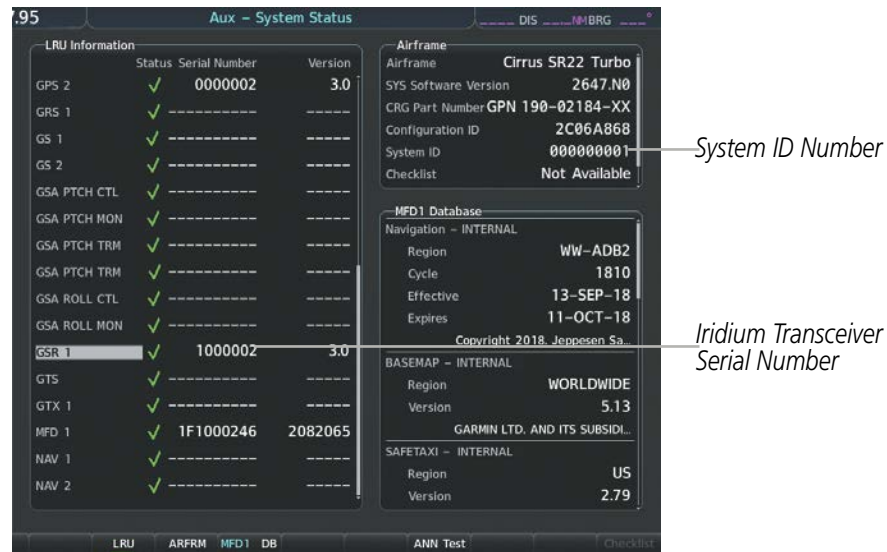 7.95 Aux – System Status ____ DIS __.__NM BRG ___°
LRU Information
Status Serial Number Version
GPS 2 ✓ 0000002 3.0
GRS 1 ✓ ---------- -----
GS 1 ✓ ---------- -----
GS 2 ✓ ---------- -----
GSA PTCH CTL ✓ ---------- -----
GSA PTCH MON ✓ ---------- -----
GSA PTCH TRM ✓ ---------- -----
GSA PTCH TRM ✓ ---------- -----
GSA ROLL CTL ✓ ---------- -----
GSA ROLL MON ✓ ---------- -----
GSR 1 ✓ 1000002 3.0
GTS ✓ ---------- -----
GTX 1 ✓ ---------- -----
MFD 1 ✓ 1F1000246 2082065
NAV 1 ✓ ---------- -----
NAV 2 ✓ ---------- -----
Airframe
Airframe Cirrus SR22 Turbo
SYS Software Version 2647.N0
CRG Part Number GPN 190-02184-XX
Configuration ID 2C06A868
System ID 000000001
Checklist Not Available
MFD1 Database
Navigation – INTERNAL
Region WW-ADB2
Cycle 1810
Effective 13-SEP-18
Expires 11-OCT-18
Copyright 2018. Jeppesen Sa...
BASEMAP – INTERNAL
Region WORLDWIDE
Version 5.13
GARMIN LTD. AND ITS SUBSIDI...
SAFETAXI – INTERNAL
Region US
Version 2.79
System ID Number
Iridium Transceiver
Serial Number
LRU ARFRM MFD1 DB ANN Test Checklist